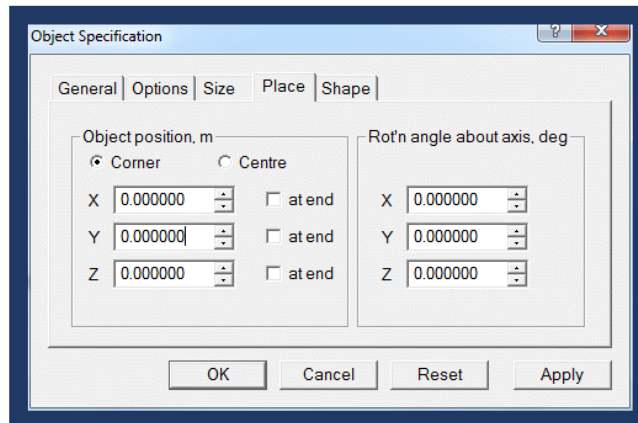 Object Specification
General Options Size Place Shape
Object position, m
Corner Centre
X 0.000000 at end
Y 0.000000 at end
Z 0.000000 at end
Rot'n angle about axis, deg
X 0.000000
Y 0.000000
Z 0.000000
OK Cancel Reset Apply